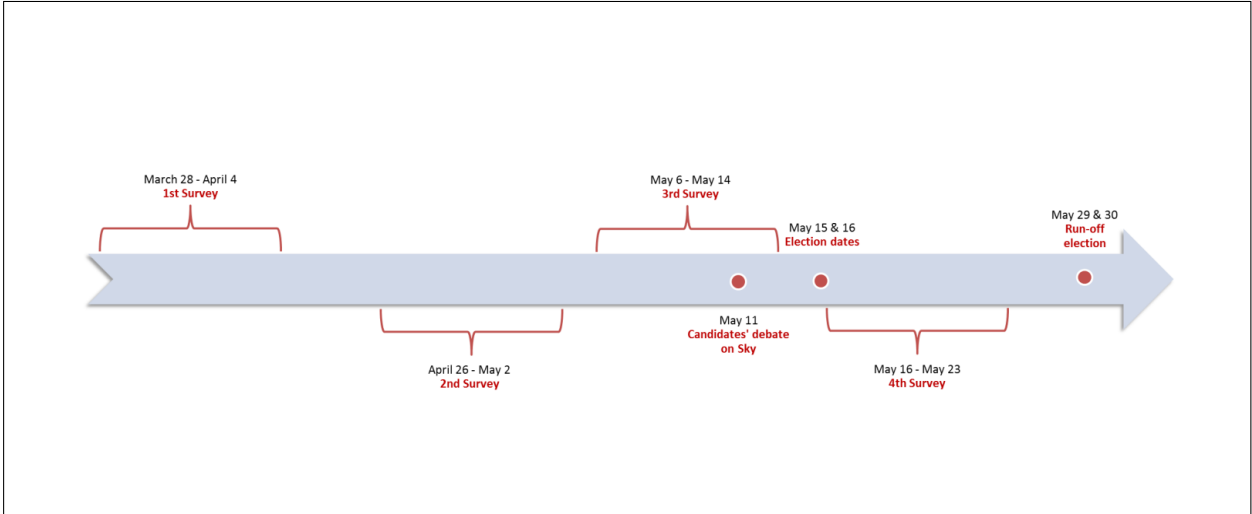 March 28 - April 4
1st Survey
May 6 - May 14
3rd Survey
May 15 & 16
Election dates
May 29 & 30
Run-off
election
May 11
Candidates' debate
on Sky
April 26 - May 2
2nd Survey
May 16 - May 23
4th Survey